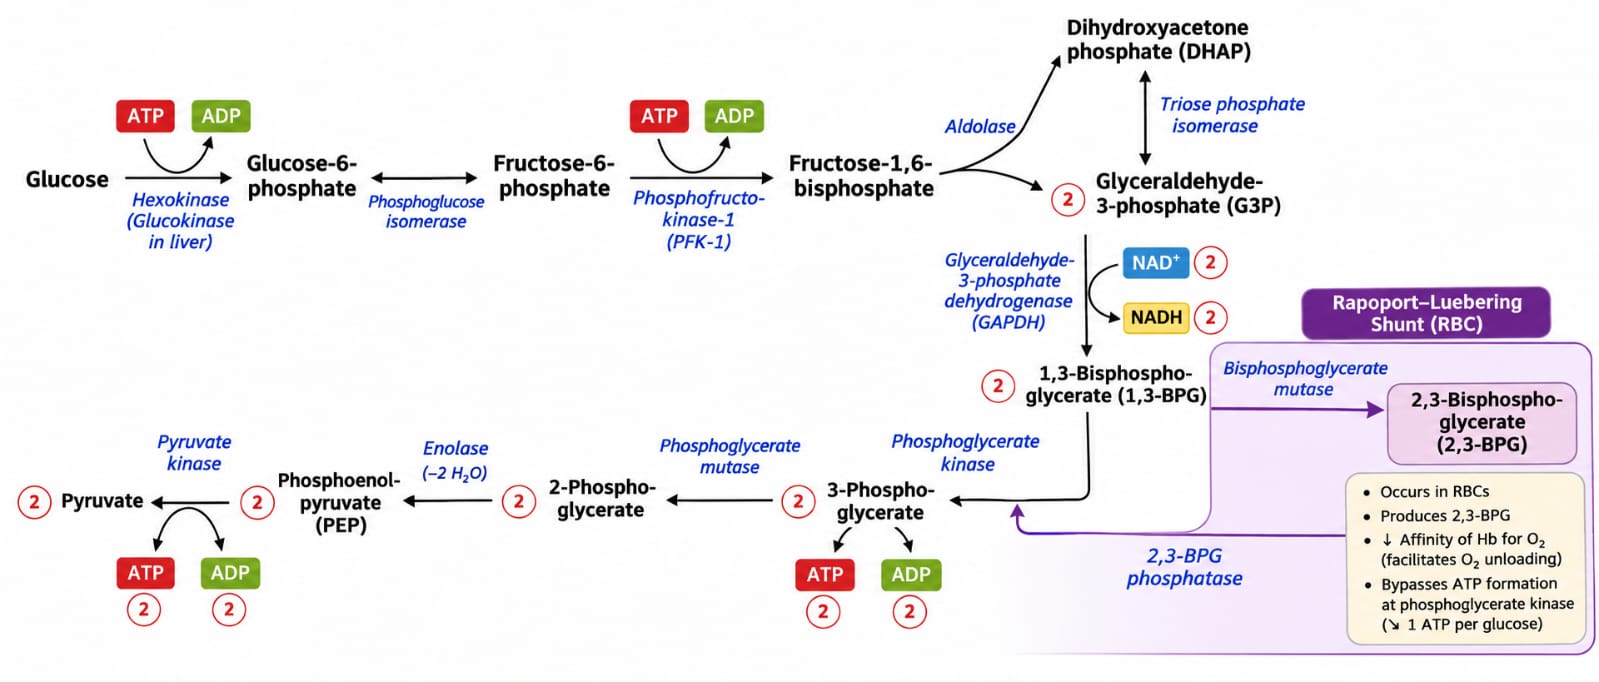 Dihydroxyacetone
phosphate (DHAP)
ATP
ADP
ATP
ADP
Aldolase
Triose phosphate
isomerase
Glucose
Hexokinase
(Glucokinase
in liver)
Glucose-6-
phosphate
Phosphoglucose
isomerase
Fructose-6-
phosphate
Phosphofructo-
kinase-1
(PFK-1)
Fructose-1,6-
bisphosphate
2
Glyceraldehyde-
3-phosphate (G3P)
Glyceraldehyde-
3-phosphate
dehydrogenase
(GAPDH)
NAD⁺
2
NADH
2
Rapoport–Luebering
Shunt (RBC)
2
1,3-Bisphospho-
glycerate (1,3-BPG)
Bisphosphoglycerate
mutase
2,3-Bisphospho-
glycerate
(2,3-BPG)
• Occurs in RBCs
• Produces 2,3-BPG
• ↓ Affinity of Hb for O₂
(facilitates O₂ unloading)
• Bypasses ATP formation
at phosphoglycerate kinase
(↘ 1 ATP per glucose)
2,3-BPG
phosphatase
Phosphoglycerate
kinase
2
3-Phospho-
glycerate
ATP
ADP
2
2
Phosphoglycerate
mutase
2
2-Phospho-
glycerate
Enolase
(–2 H₂O)
2
Phosphoenol-
pyruvate
(PEP)
Pyruvate
kinase
2
Pyruvate
ATP
ADP
2
2